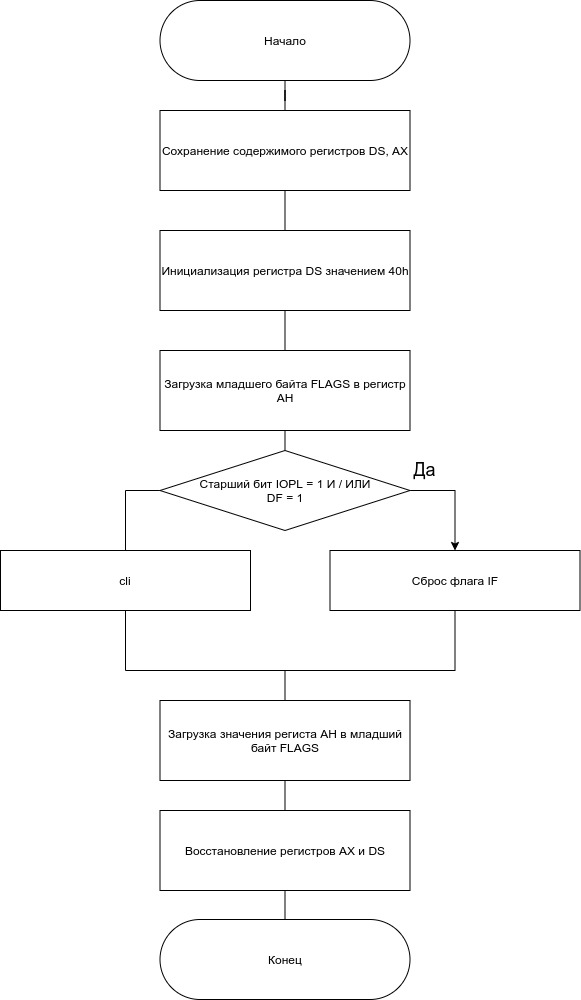 Начало
Сохранение содержимого регистров DS, AX
Инициализация регистра DS значением 40h
Загрузка младшего байта FLAGS в регистр
AH
Старший бит IOPL = 1 И / ИЛИ
DF = 1
Да
cli
Сброс флага IF
Загрузка значения региста AH в младший
байт FLAGS
Восстановление регистров AX и DS
Конец